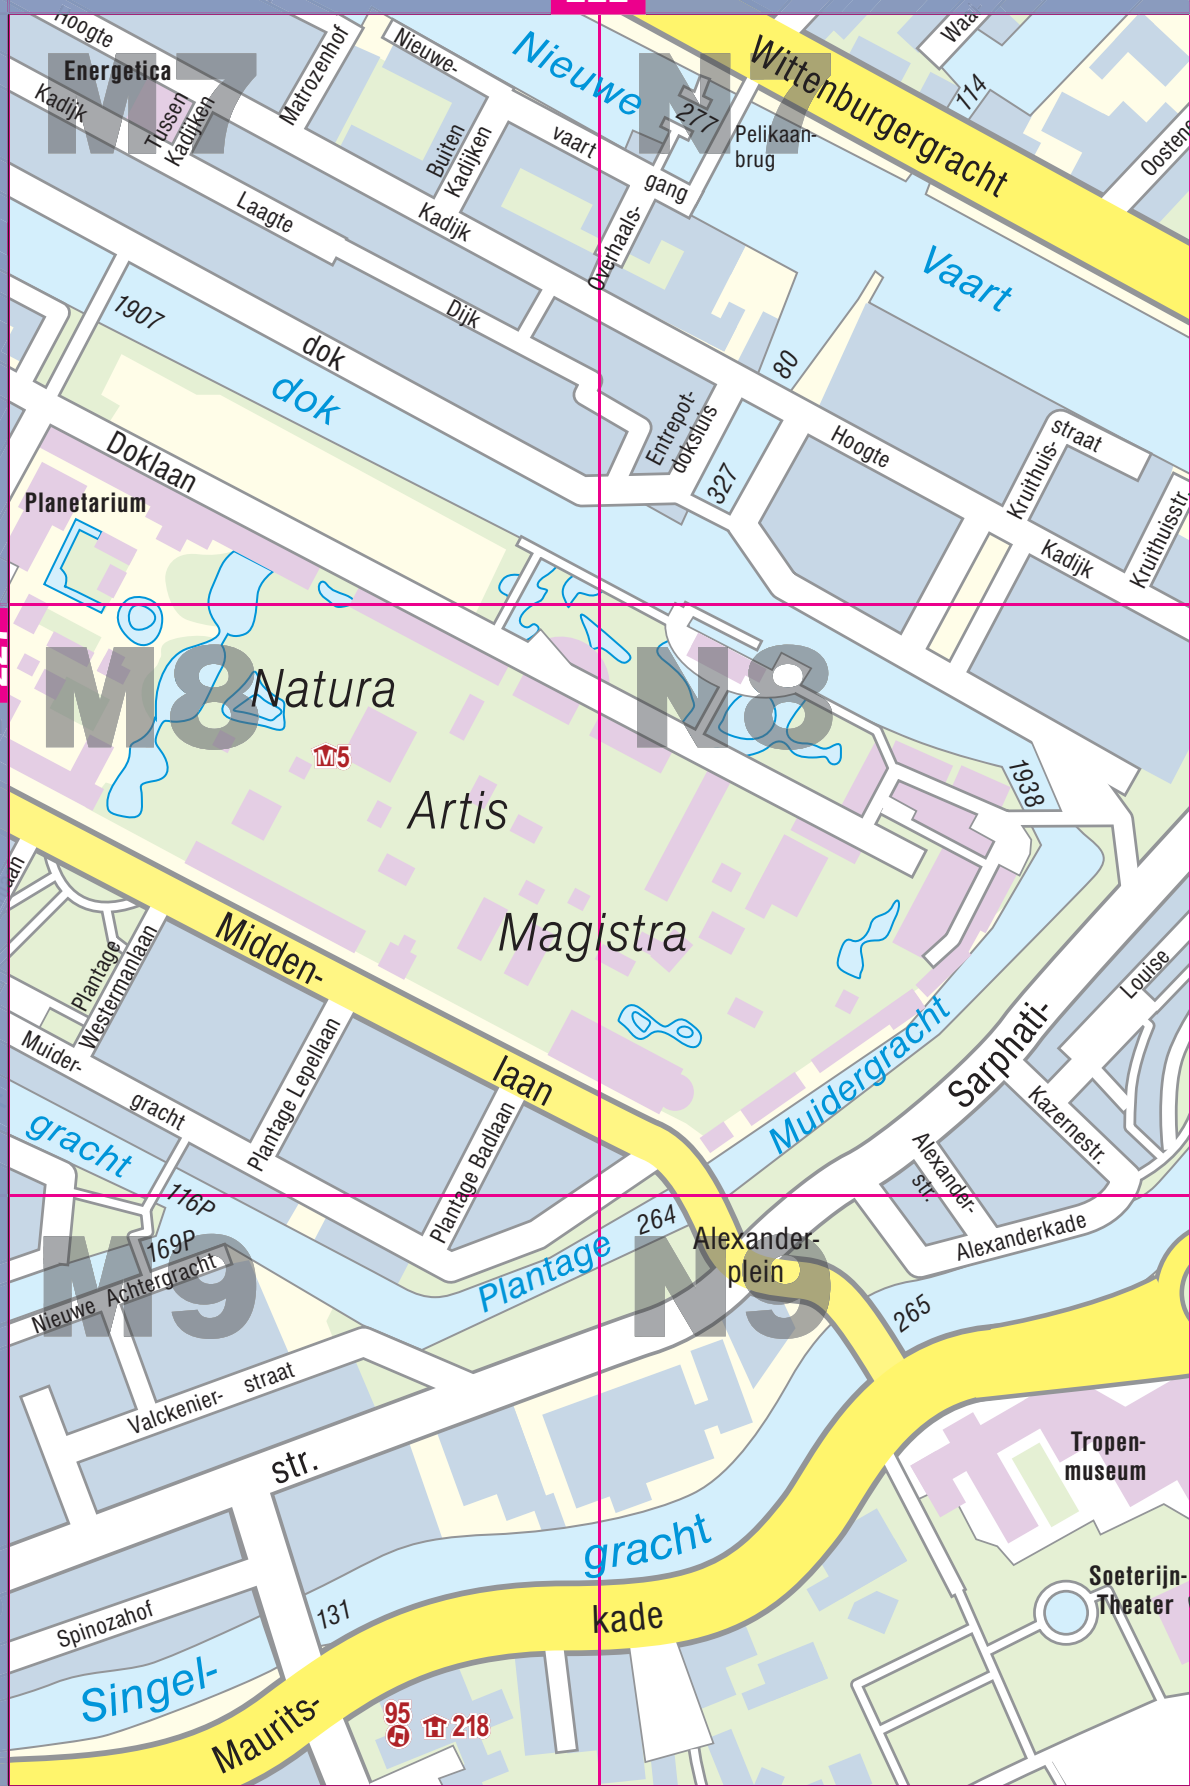 Hoogte
Energetica
Kadijk
Tussen
Kadijken
Matrozenhof
Nieuwe-
Nieuwe
Wittenburgergracht
114
Oosten
277
Pelikaan-
brug
vaart
gang
Buiten
Kadijken
M7
N7
Laagte
Kadijk
Overhaals-
Vaart
1907
dok
Dijk
80
dok
Entrepot-
doksluis
327
Hoogte
Kruithuis-
straat
Kadijk
Kruithuisstr.
Doklaan
Planetarium
M8
N8
Natura
M5
Artis
1938
Magistra
Midden-
laan
Plantage
Westermanlaan
Muider-
gracht
Plantage Lepellaan
Plantage Badlaan
gracht
Muidergracht
Sarphati-
Louise
Kazernestr.
Alexander-
str.
Alexanderkade
116P
169P
Nieuwe Achtergracht
M9
N9
Plantage
264
Alexander-
plein
265
Valckenier-
straat
str.
Tropen-
museum
gracht
Soeterijn-
Theater
131
kade
Spinozahof
Singel-
Maurits-
95
218